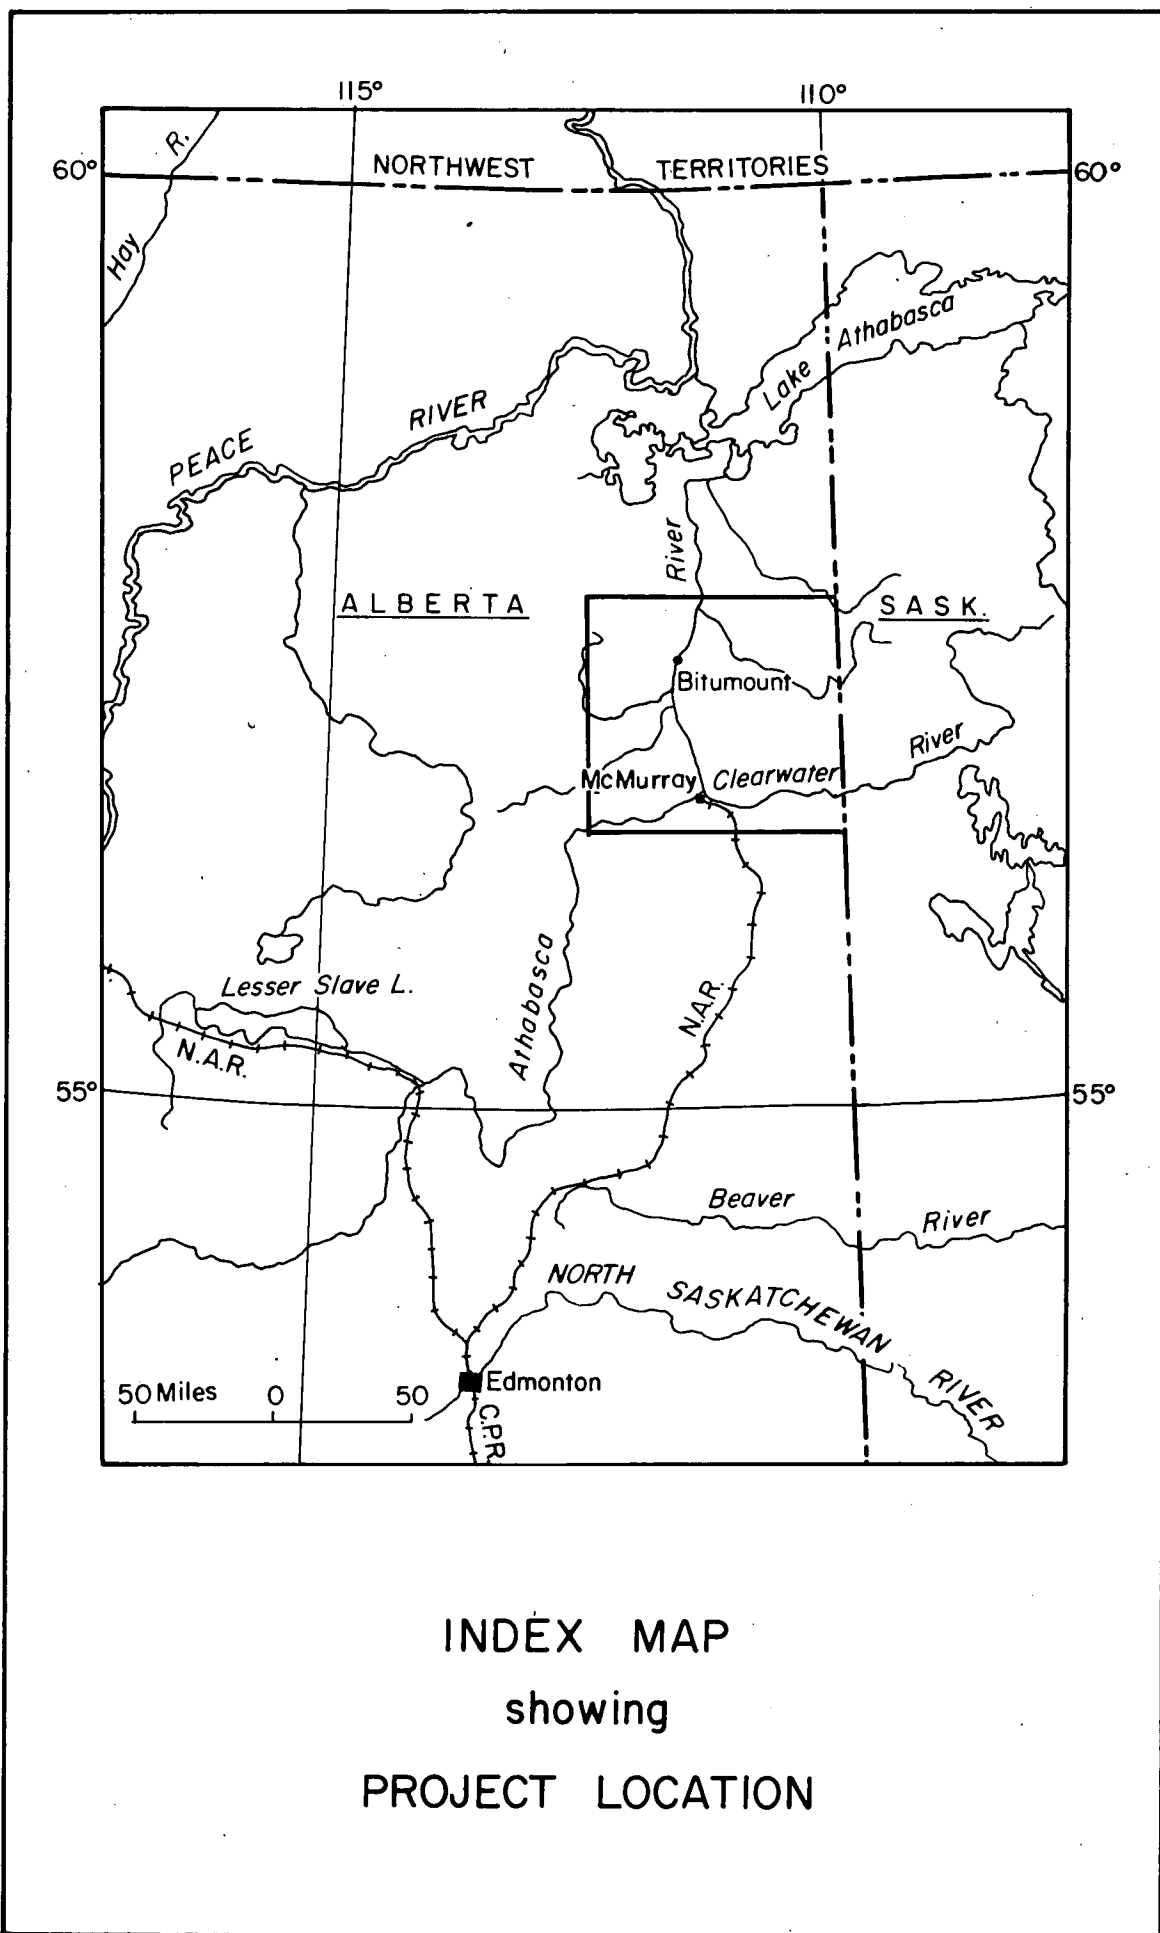 115°
110°
60°
NORTHWEST TERRITORIES
60°
Hay R.
Lake Athabasca
PEACE RIVER
River
ALBERTA
SASK.
Bitumount
McMurray
Clearwater River
Athabasca
Lesser Slave L.
N.A.R.
N.A.R.
55°
55°
Beaver River
NORTH SASKATCHEWAN RIVER
Edmonton
50 Miles 0 50
C.P.R.
INDEX MAP
showing
PROJECT LOCATION